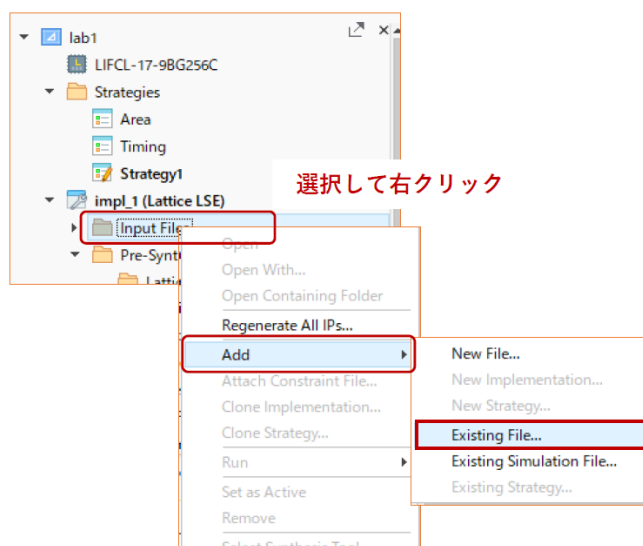 lab1
LIFCL-17-9BG256C
Strategies
Area
Timing
Strategy1
選択して右クリック
impl_1 (Lattice LSE)
Input Files
Open
Pre-Synt
Open With...
Open Containing Folder
Regenerate All IPs...
Add
New File...
Attach Constraint File...
New Implementation...
Clone Implementation...
New Strategy...
Clone Strategy...
Existing File...
Run
Existing Simulation File...
Set as Active
Existing Strategy...
Remove